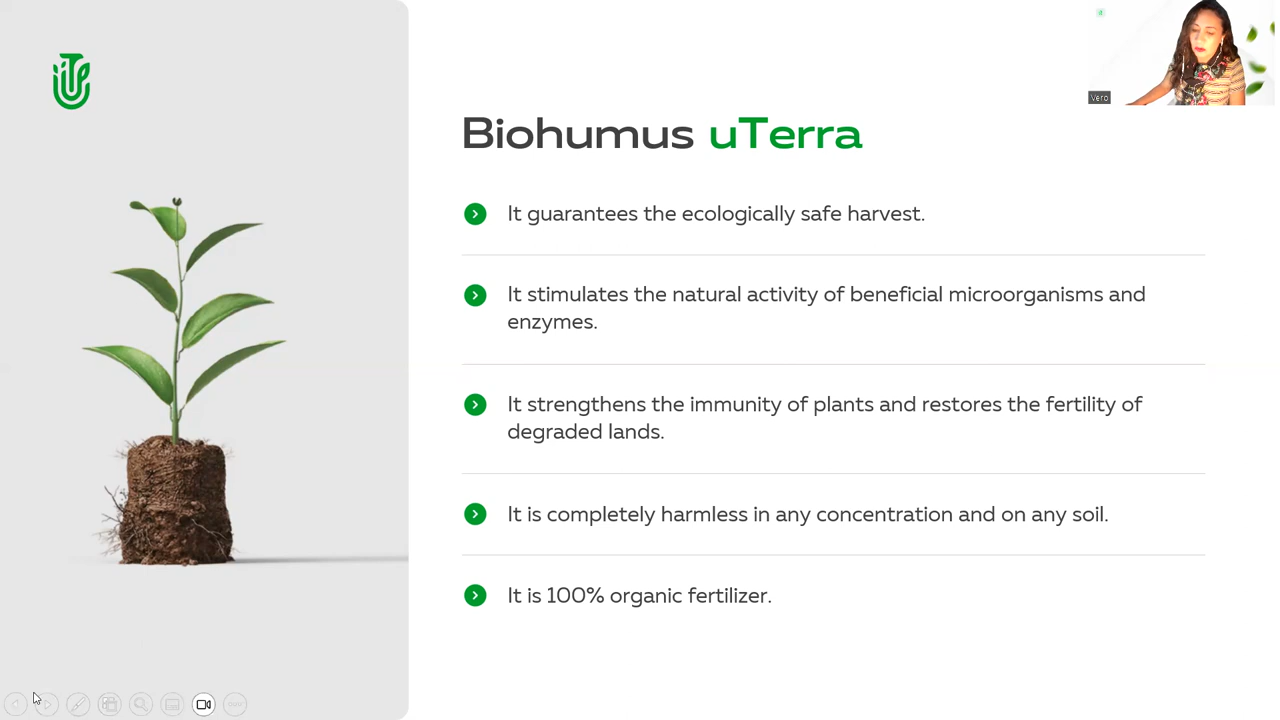 Vero
Biohumus uTerra
It guarantees the ecologically safe harvest.
It stimulates the natural activity of beneficial microorganisms and
enzymes.
It strengthens the immunity of plants and restores the fertility of
degraded lands.
It is completely harmless in any concentration and on any soil.
It is 100% organic fertilizer.